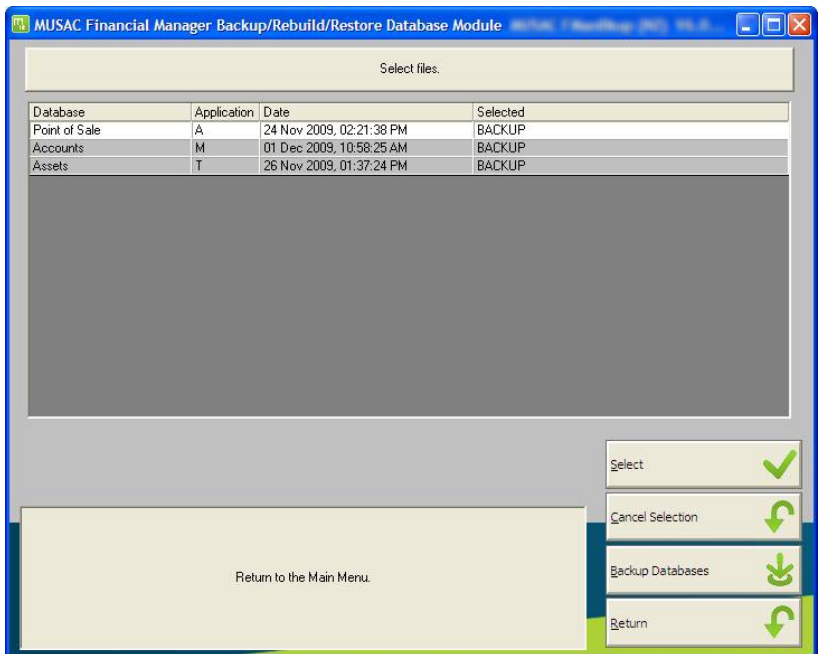 MUSAC Financial Manager Backup/Rebuild/Restore Database Module
Select files.
Database Application Date Selected
Point of Sale A 24 Nov 2009, 02:21:38 PM BACKUP
Accounts M 01 Dec 2009, 10:58:25 AM BACKUP
Assets T 26 Nov 2009, 01:37:24 PM BACKUP
Select
Cancel Selection
Backup Databases
Return to the Main Menu.
Return